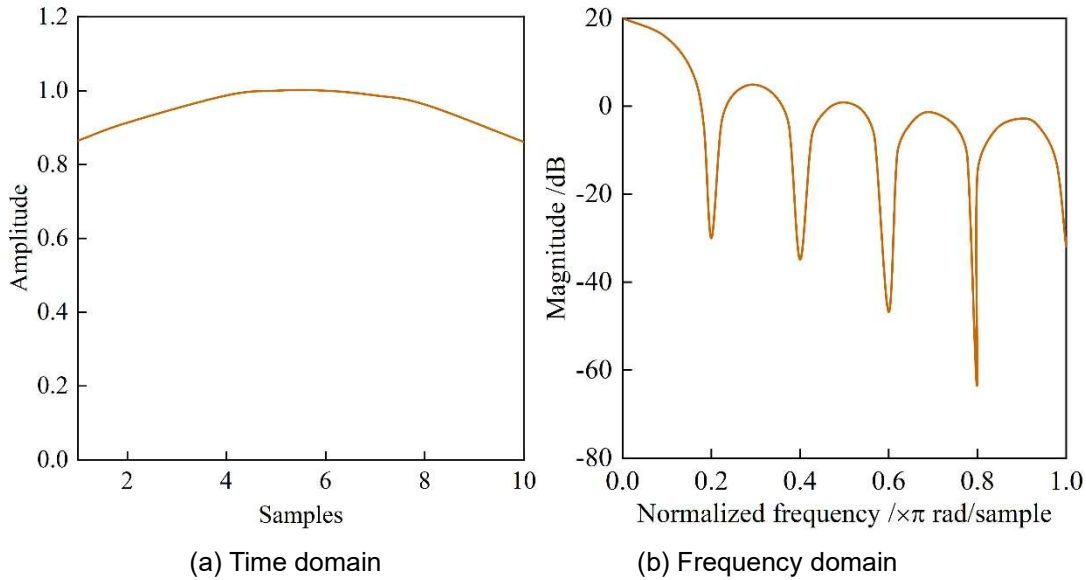 1.2
1.0
0.8
0.6
0.4
0.2
0.0
Amplitude
2 4 6 8 10
Samples
(a) Time domain
20
0
-20
-40
-60
-80
Magnitude /dB
0.0 0.2 0.4 0.6 0.8 1.0
Normalized frequency /×π rad/sample
(b) Frequency domain